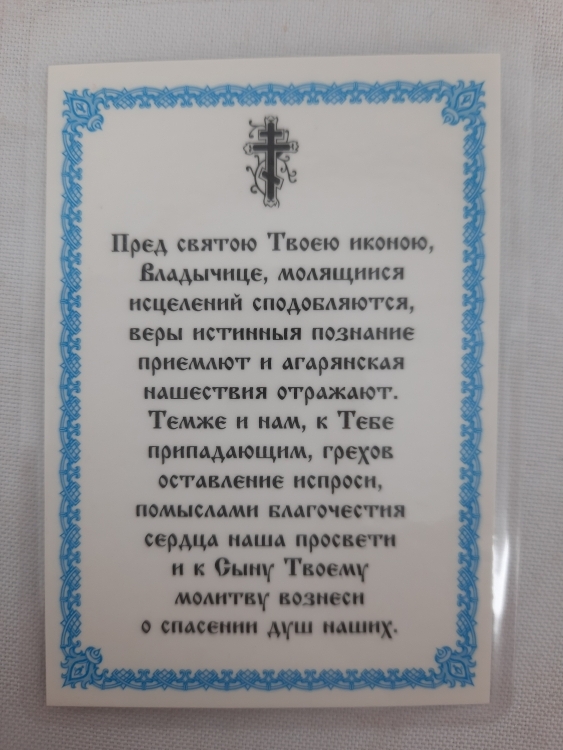 Пред святою Твоею иконою,
Владычице, молящиися
исцелений сподобляются,
веры истинныя познание
приемлют и агарянская
нашествия отражают.
Темже и нам, к Тебе
припадающим, грехов
оставление испроси,
помыслами благочестия
сердца наша просвети
и к Сыну Твоему
молитву вознеси
о спасении душ наших.